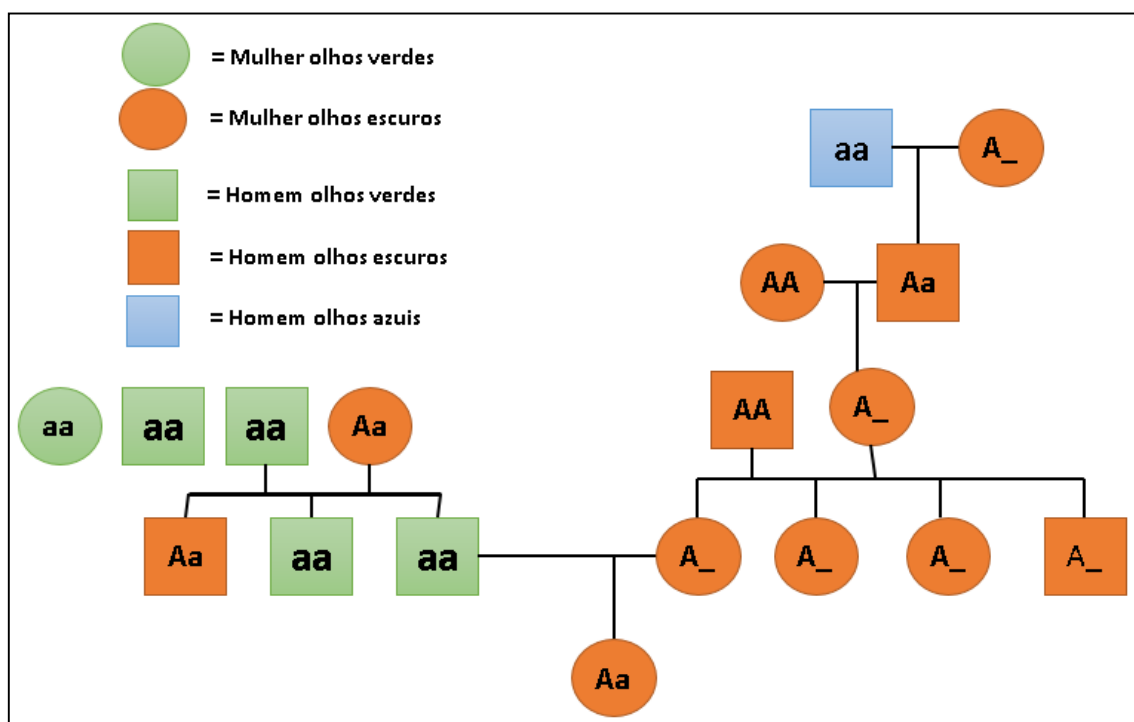 = Mulher olhos verdes
= Mulher olhos escuros
= Homem olhos verdes
= Homem olhos escuros
= Homem olhos azuis
aa A_
AA Aa
AA A_
aa aa aa Aa
Aa aa aa A_ A_ A_ A_
Aa